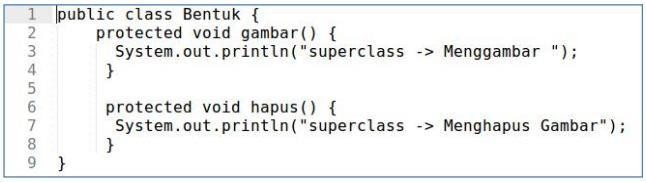 1 public class Bentuk {
2 protected void gambar() {
3 System.out.println("superclass -> Menggambar ");
4 }
5
6 protected void hapus() {
7 System.out.println("superclass -> Menghapus Gambar");
8 }
9 }